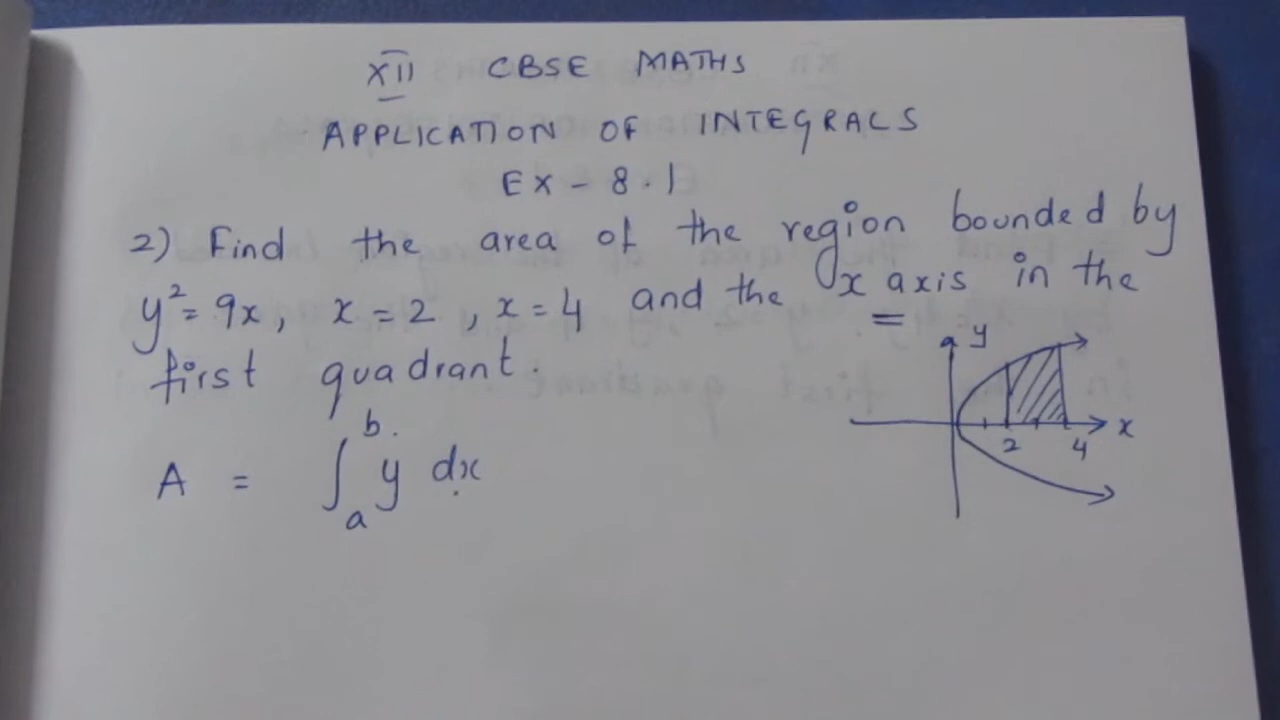 XII CBSE MATHS
APPLICATION OF INTEGRALS
EX - 8.1
2) Find the area of the region bounded by
y² = 9x, x = 2, x = 4 and the x axis in the
first quadrant.
A = ∫ₐᵇ y dx
y
x
2 4